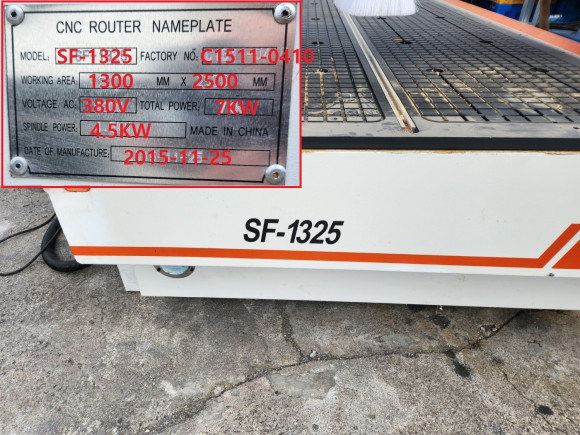 CNC ROUTER NAMEPLATE
MODEL: SF-1325 FACTORY NO: C1511-0410
WORKING AREA: 1300 MM X 2500 MM
VOLTAGE AC: 380V TOTAL POWER: 7KW
SPINDLE POWER: 4.5KW MADE IN CHINA
DATE OF MANUFACTURE: 2015-11-25
SF-1325